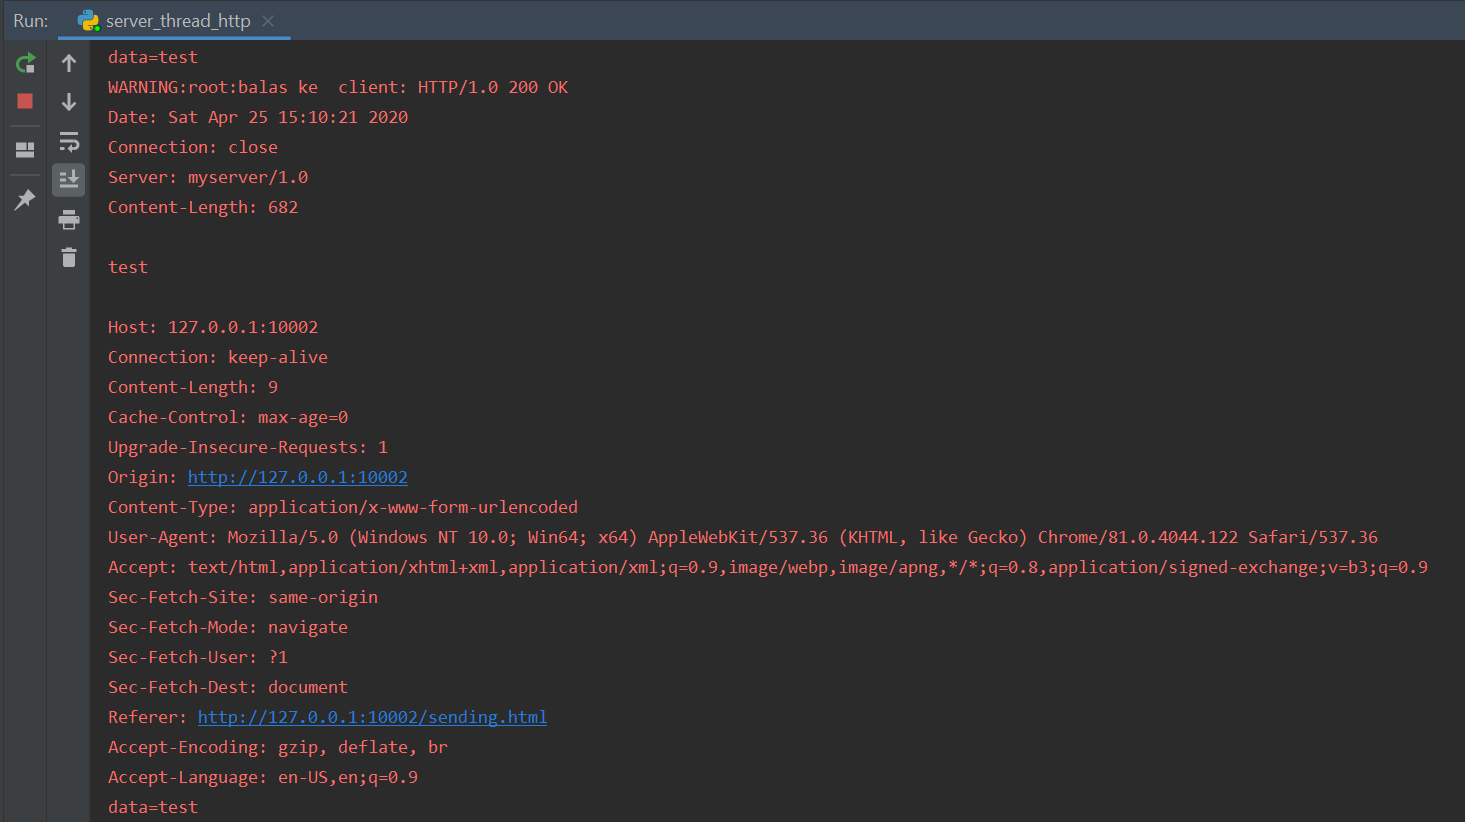 Run: server_thread_http
data=test
WARNING:root:balas ke  client: HTTP/1.0 200 OK
Date: Sat Apr 25 15:10:21 2020
Connection: close
Server: myserver/1.0
Content-Length: 682
test
Host: 127.0.0.1:10002
Connection: keep-alive
Content-Length: 9
Cache-Control: max-age=0
Upgrade-Insecure-Requests: 1
Origin: http://127.0.0.1:10002
Content-Type: application/x-www-form-urlencoded
User-Agent: Mozilla/5.0 (Windows NT 10.0; Win64; x64) AppleWebKit/537.36 (KHTML, like Gecko) Chrome/81.0.4044.122 Safari/537.36
Accept: text/html,application/xhtml+xml,application/xml;q=0.9,image/webp,image/apng,*/*;q=0.8,application/signed-exchange;v=b3;q=0.9
Sec-Fetch-Site: same-origin
Sec-Fetch-Mode: navigate
Sec-Fetch-User: ?1
Sec-Fetch-Dest: document
Referer: http://127.0.0.1:10002/sending.html
Accept-Encoding: gzip, deflate, br
Accept-Language: en-US,en;q=0.9
data=test